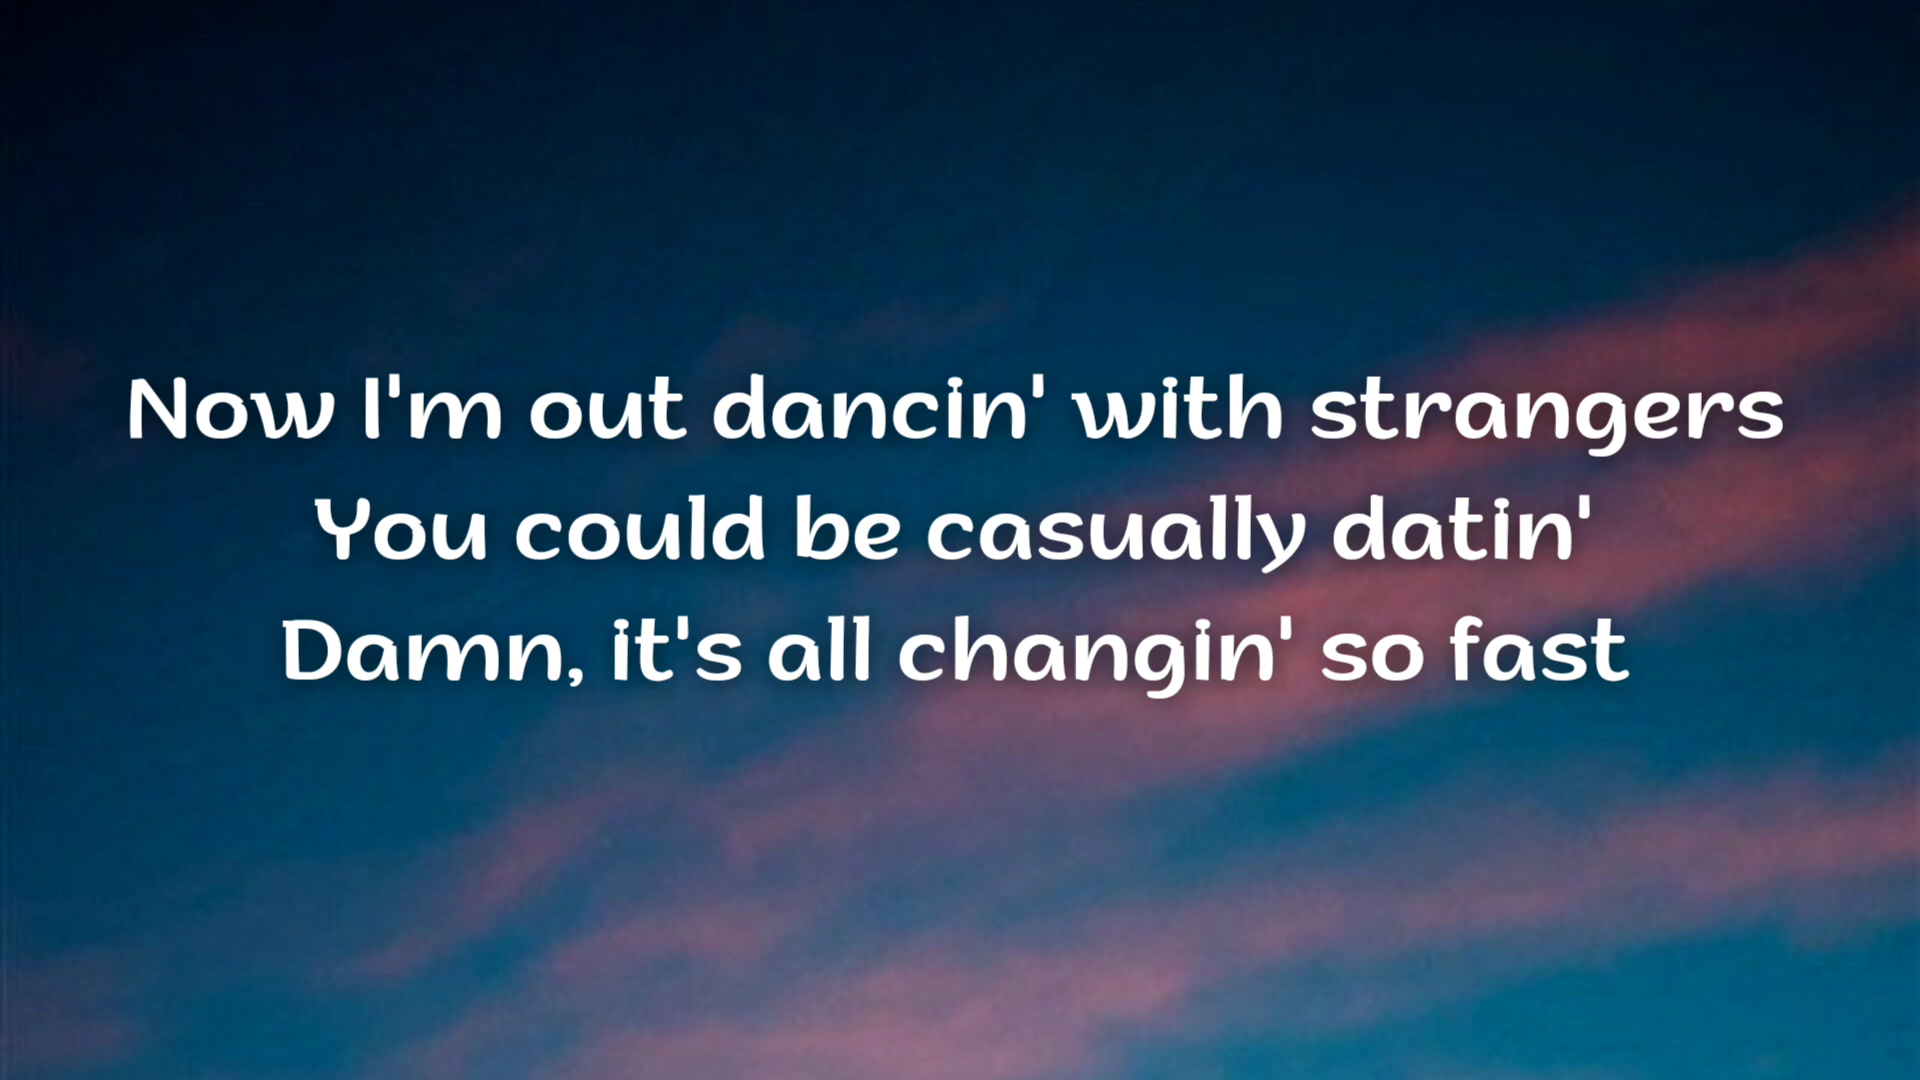 Now I'm out dancin' with strangers
You could be casually datin'
Damn, it's all changin' so fast